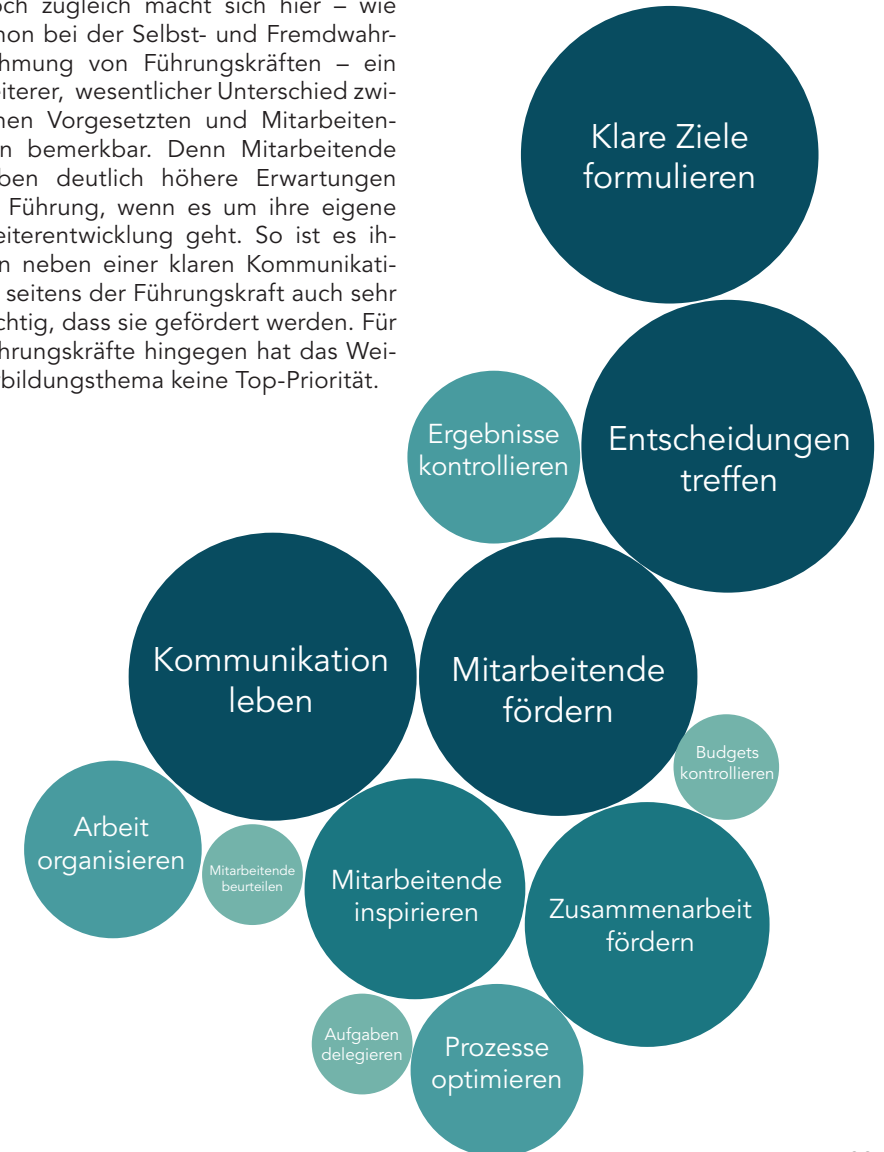 och zugleich macht sich hier – wie
hon bei der Selbst- und Fremdwahr-
hmung von Führungskräften – ein
eiterer, wesentlicher Unterschied zwi-
hen Vorgesetzten und Mitarbeiten-
n bemerkbar. Denn Mitarbeitende
ben deutlich höhere Erwartungen
Führung, wenn es um ihre eigene
eiterentwicklung geht. So ist es ih-
n neben einer klaren Kommunikati-
seitens der Führungskraft auch sehr
chtig, dass sie gefördert werden. Für
hrungskräfte hingegen hat das Wei-
rbildungsthema keine Top-Priorität.
Klare Ziele
formulieren
Ergebnisse
kontrollieren
Entscheidungen
treffen
Kommunikation
leben
Mitarbeitende
fördern
Budgets
kontrollieren
Arbeit
organisieren
Mitarbeitende
beurteilen
Mitarbeitende
inspirieren
Zusammenarbeit
fördern
Aufgaben
delegieren
Prozesse
optimieren